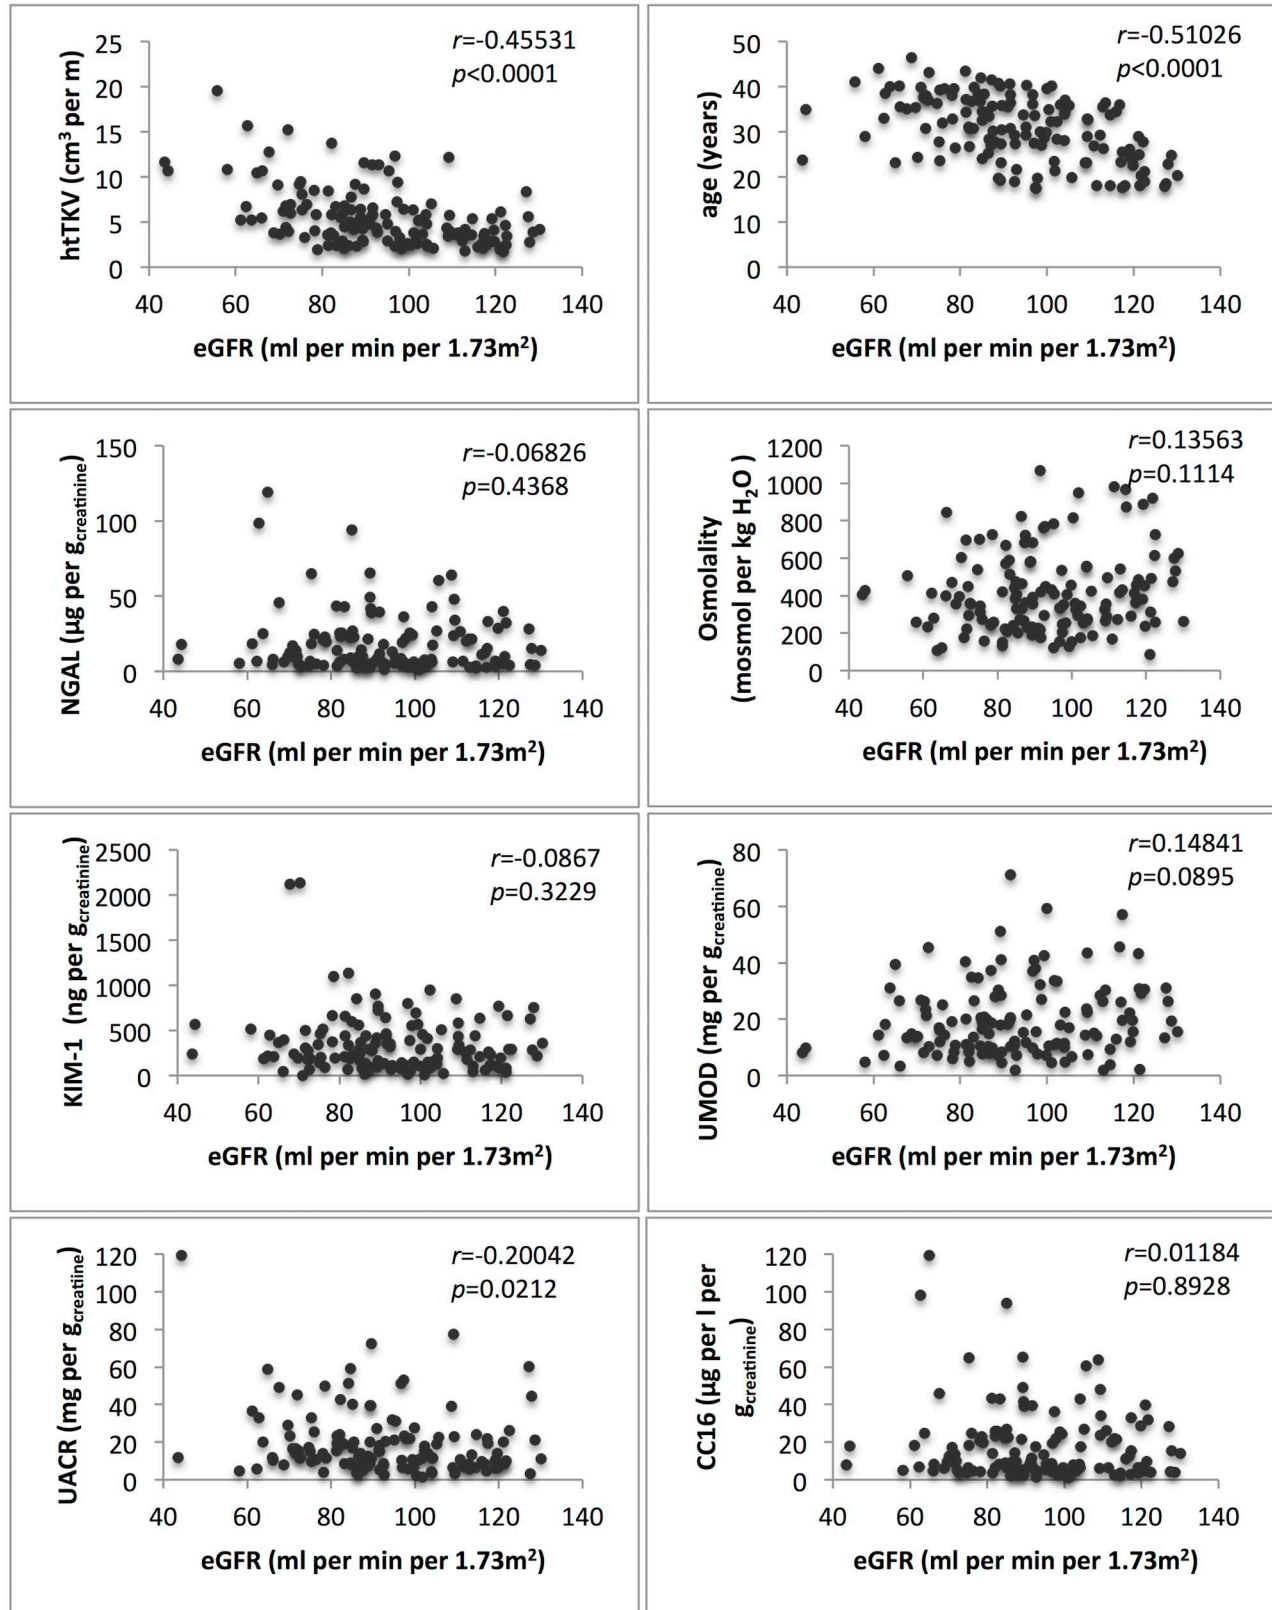 r=-0.45531
p<0.0001
htTKV (cm³ per m)
25
20
15
10
5
0
40 60 80 100 120 140
eGFR (ml per min per 1.73m²)
r=-0.51026
p<0.0001
age (years)
50
40
30
20
10
0
40 60 80 100 120 140
eGFR (ml per min per 1.73m²)
r=-0.06826
p=0.4368
NGAL (µg per gcreatinine)
150
100
50
0
40 60 80 100 120 140
eGFR (ml per min per 1.73m²)
r=0.13563
p=0.1114
Osmolality
(mosmol per kg H₂O )
1200
1000
800
600
400
200
0
40 60 80 100 120 140
eGFR (ml per min per 1.73m²)
r=-0.0867
p=0.3229
KIM-1 (ng per gcreatinine)
2500
2000
1500
1000
500
0
40 60 80 100 120 140
eGFR (ml per min per 1.73m²)
r=0.14841
p=0.0895
UMOD (mg per gcreatinine)
80
60
40
20
0
40 60 80 100 120 140
eGFR (ml per min per 1.73m²)
r=-0.20042
p=0.0212
UACR (mg per gcreatiine)
120
100
80
60
40
20
0
40 60 80 100 120 140
eGFR (ml per min per 1.73m²)
r=0.01184
p=0.8928
CC16 (µg per l per
gcreatinine)
120
100
80
60
40
20
0
40 60 80 100 120 140
eGFR (ml per min per 1.73m²)